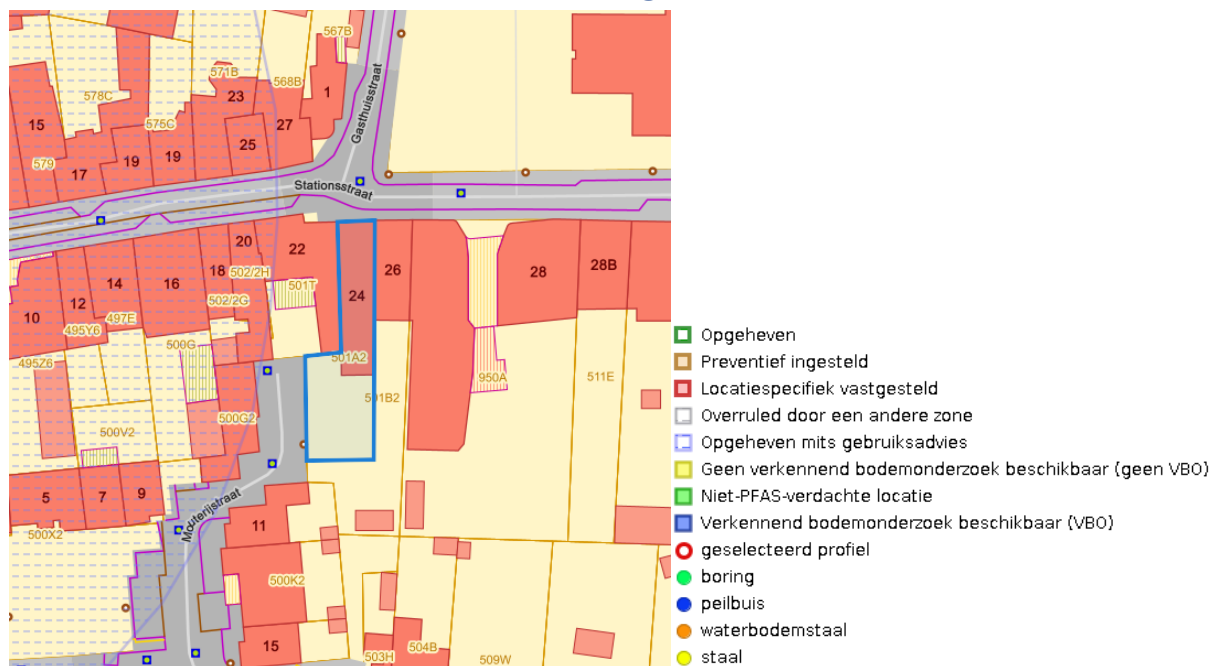 567B
571B
568B
578C
23
1
Gasthuisstraat
15
575C
27
25
19
19
579
17
Stationsstraat
20
22
502/2H
18
26
28
28B
14
16
12
501T
24
502/2G
10
497E
495Y6
500G
495Z6
501A2
950A
511E
501B2
500G2
500V2
5
7
9
Mouterijstraat
11
500X2
500K2
15
504B
503H
509W
Opgeheven
Preventief ingesteld
Locatiespecifiek vastgesteld
Overruled door een andere zone
Opgeheven mits gebruiksadvies
Geen verkennend bodemonderzoek beschikbaar (geen VBO)
Niet-PFAS-verdachte locatie
Verkennend bodemonderzoek beschikbaar (VBO)
geselecteerd profiel
boring
peilbuis
waterbodemstaal
staal